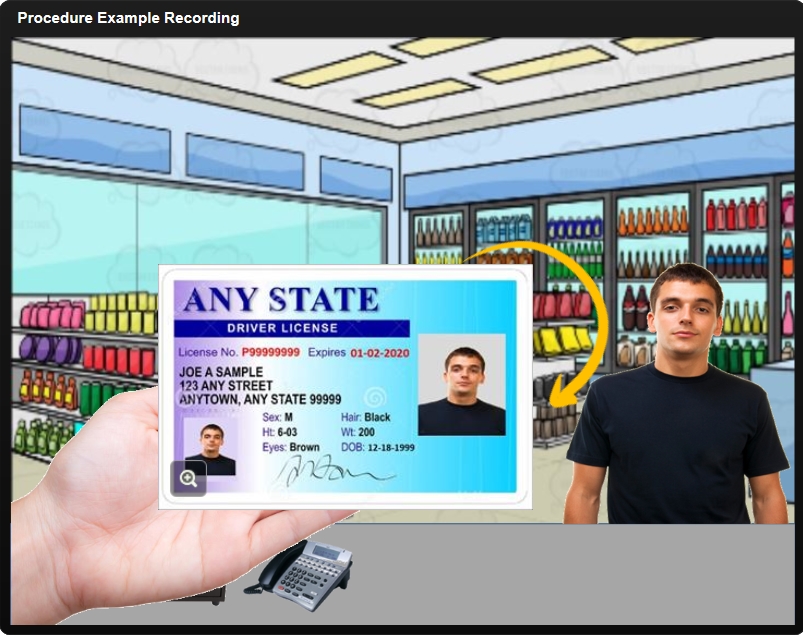 Procedure Example Recording
ANY STATE
DRIVER LICENSE
License No. P99999999 Expires 01-02-2020
JOE A SAMPLE
123 ANY STREET
ANYTOWN, ANY STATE 99999
Sex: M Hair: Black
Ht: 6-03 Wt: 200
Eyes: Brown DOB: 12-18-1999